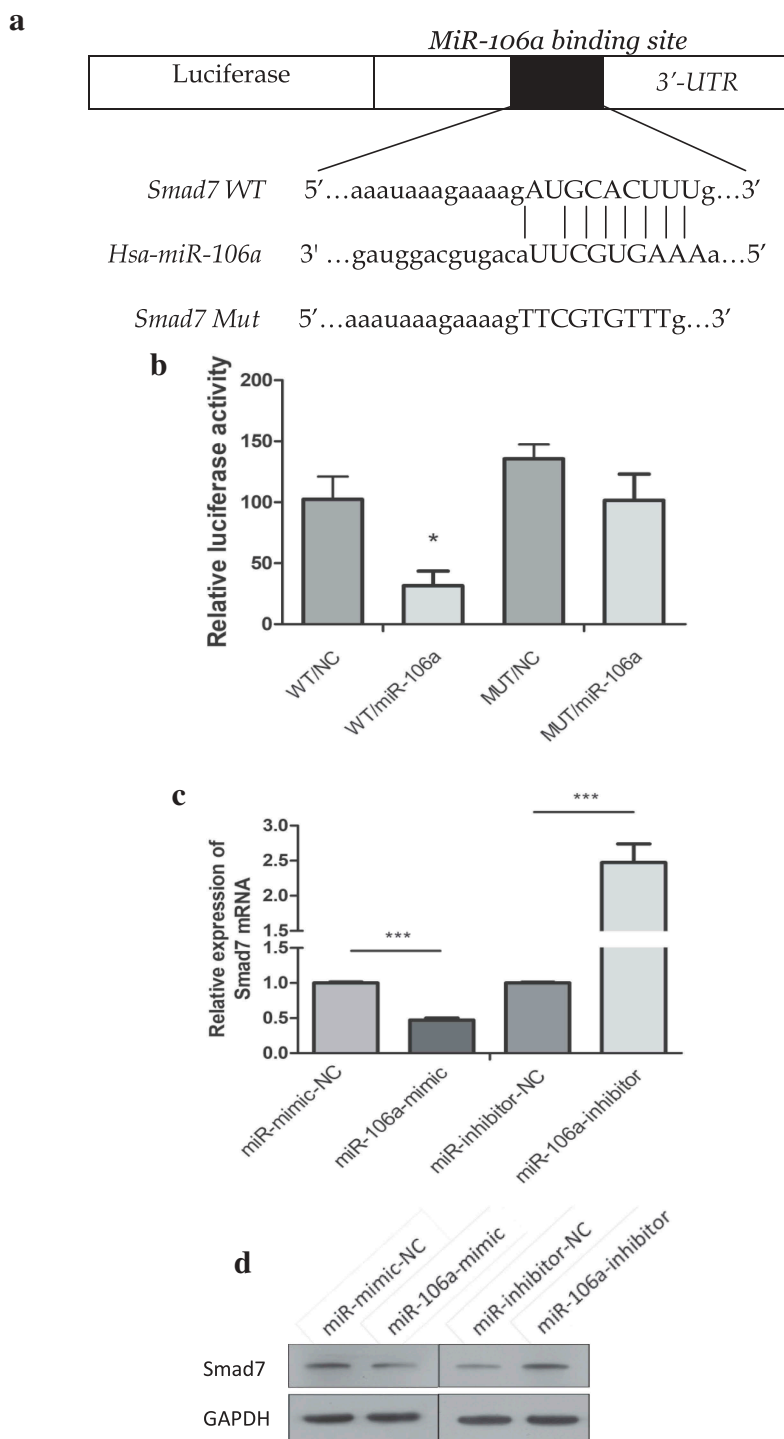 a
MiR-106a binding site
Luciferase
3′-UTR
Smad7 WT 5′…aaauaaagaaaagAUGCACUUUg…3′
Hsa-miR-106a 3' …gauggacgugacaUUCGUGAAAa…5′
Smad7 Mut 5′…aaauaaagaaaagTTCGTGTTTg…3′
b
Relative luciferase activity
200
150
100
50
0
*
WT/NC
WT/miR-106a
MUT/NC
MUT/miR-106a
c
Relative expression of
Smad7 mRNA
3.0
2.5
2.0
1.5
1.5
1.0
0.5
0.0
***
***
miR-mimic-NC
miR-106a-mimic
miR-inhibitor-NC
miR-106a-inhibitor
d
miR-mimic-NC
miR-106a-mimic
miR-inhibitor-NC
miR-106a-inhibitor
Smad7
GAPDH